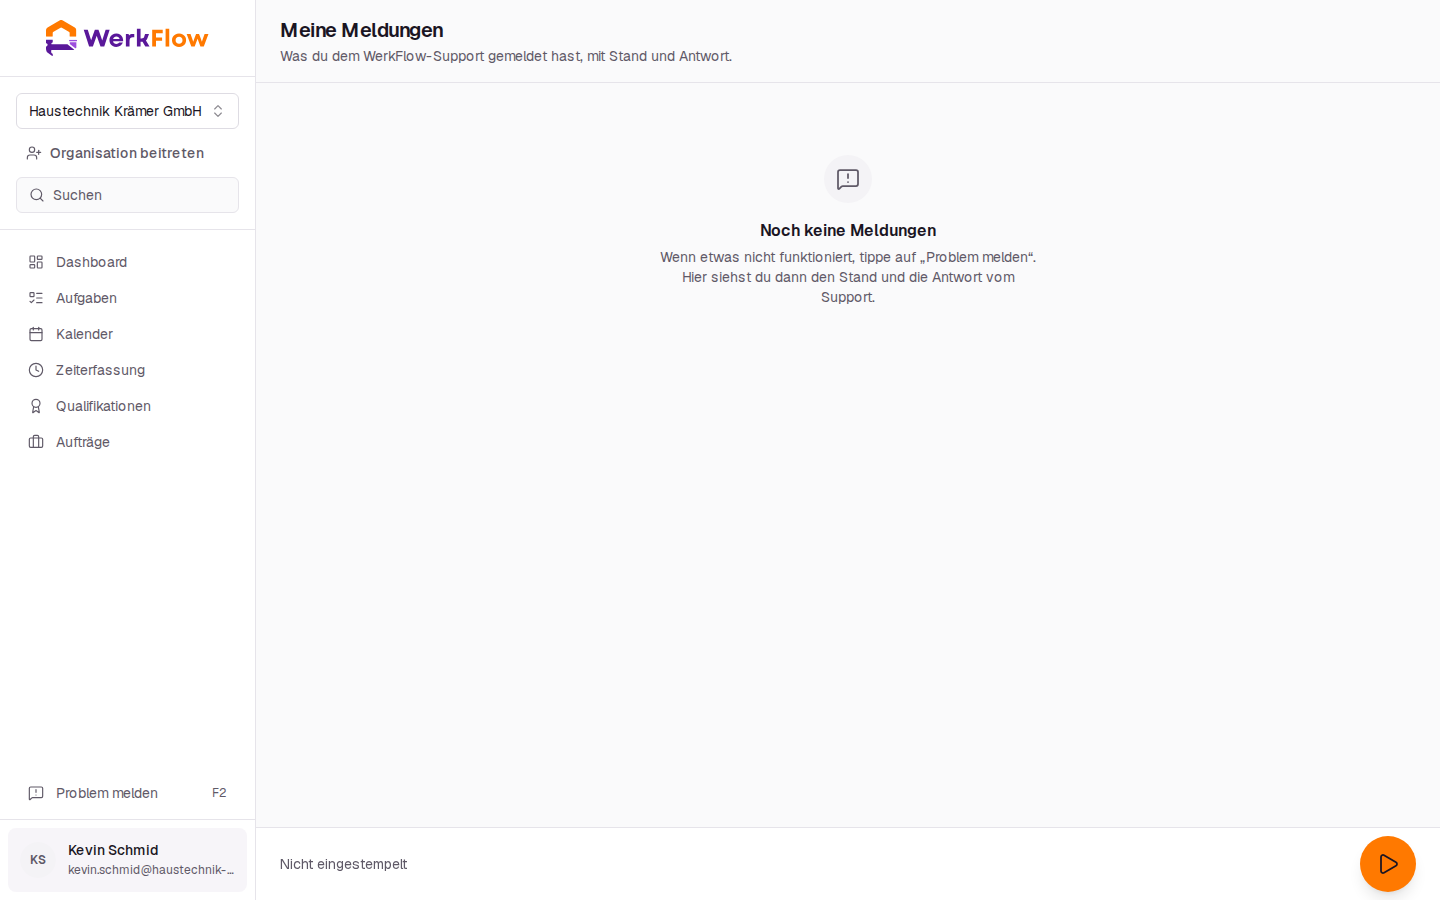 WerkFlow
Haustechnik Krämer GmbH
Organisation beitreten
Suchen
Dashboard
Aufgaben
Kalender
Zeiterfassung
Qualifikationen
Aufträge
Problem melden F2
KS
Kevin Schmid
kevin.schmid@haustechnik-…
Meine Meldungen
Was du dem WerkFlow-Support gemeldet hast, mit Stand und Antwort.
Noch keine Meldungen
Wenn etwas nicht funktioniert, tippe auf „Problem melden“.
Hier siehst du dann den Stand und die Antwort vom
Support.
Nicht eingestempelt